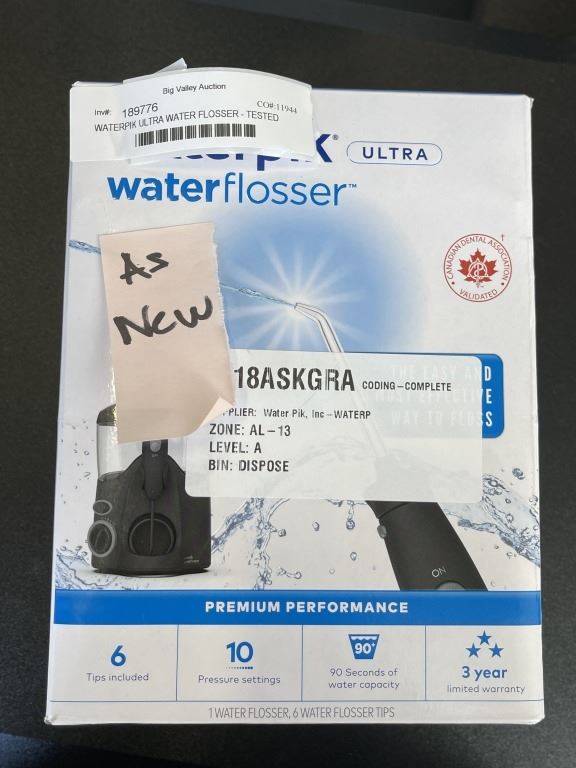 Big Valley Auction
Inv#: 189776 CO#:11944
WATERPIK ULTRA WATER FLOSSER - TESTED
ULTRA
waterflosser™
As
New
CANADIAN DENTAL ASSOCIATION
VALIDATED
18ASKGRA CODING-COMPLETE
PLIER: Water Pik, Inc--WATERP
ZONE: AL-13
LEVEL: A
BIN: DISPOSE
THE EASY AND
MOST EFFECTIVE
WAY TO FLOSS
ON
PREMIUM PERFORMANCE
6
Tips included
10
Pressure settings
90+
90 Seconds of
water capacity
3 year
limited warranty
1 WATER FLOSSER, 6 WATER FLOSSER TIPS